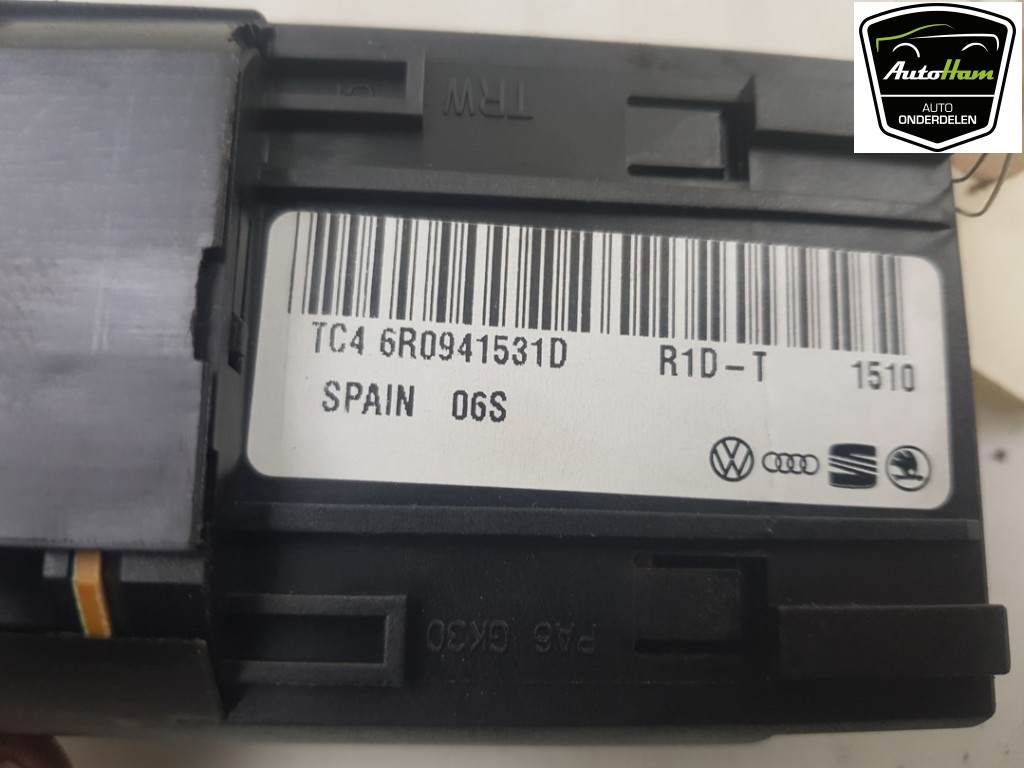 AutoHam
AUTO
ONDERDELEN
TRW
TC4 6R0941531D R1D-T 1510
SPAIN 06S
PA6 GK30